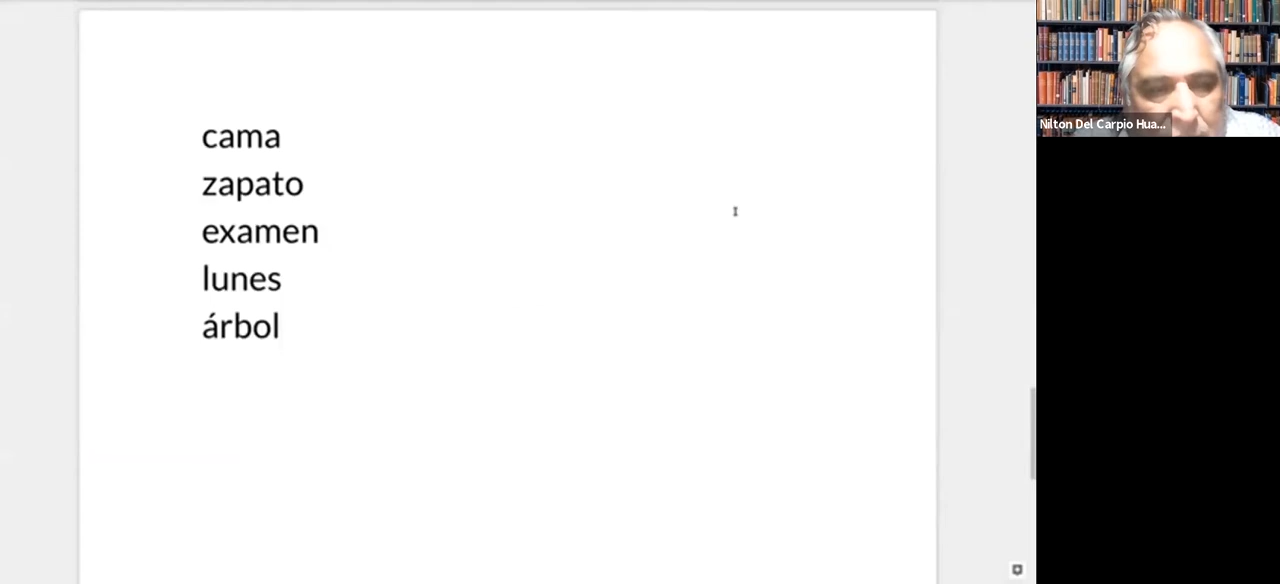 cama
zapato
examen
lunes
árbol
Nilton Del Carpio Hua...